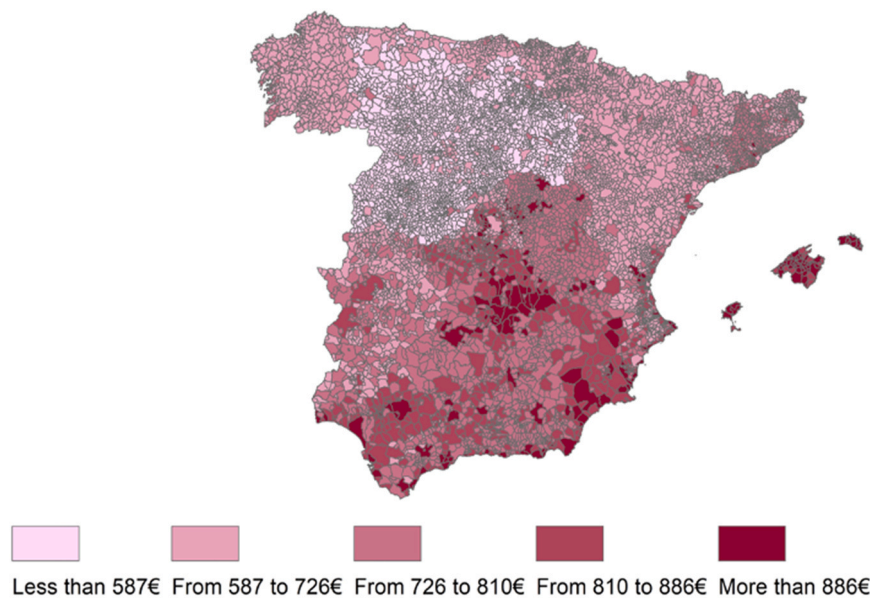 Less than 587€ From 587 to 726€ From 726 to 810€ From 810 to 886€ More than 886€